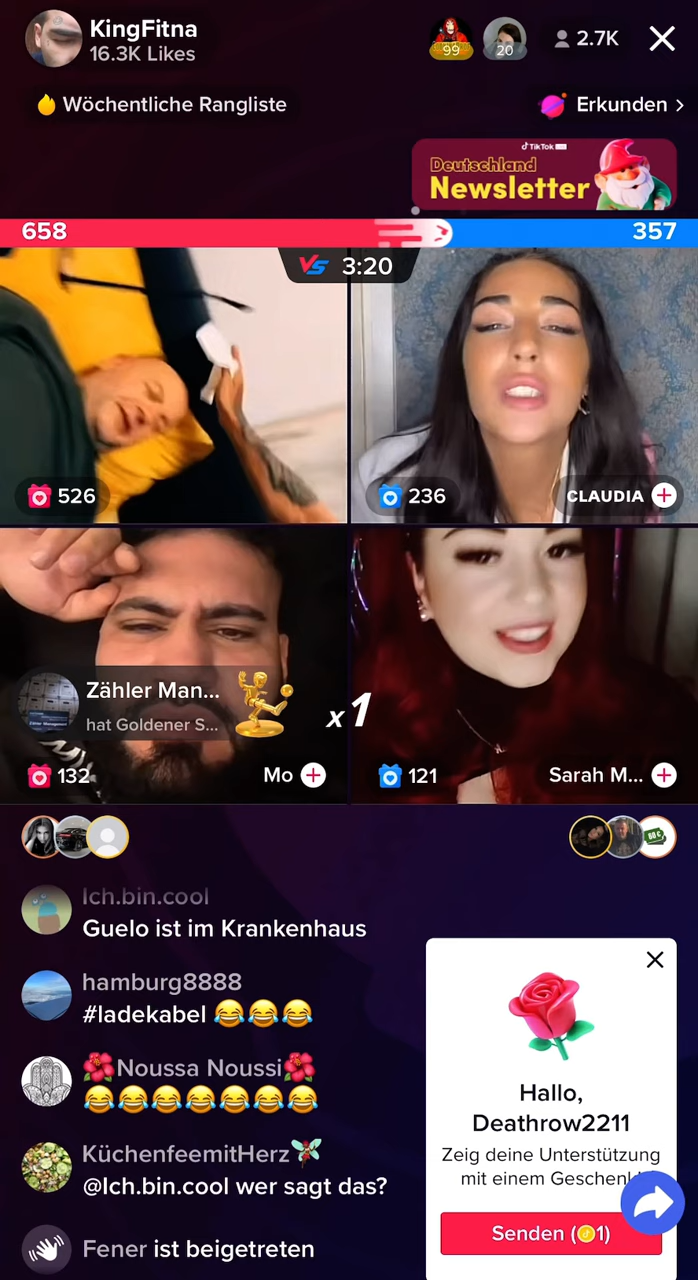 KingFitna
16.3K Likes
99
20
2.7K
Wöchentliche Rangliste
Erkunden
TikTok
Deutschland
Newsletter
658
357
VS 3:20
526
236
CLAUDIA
Zähler Man...
hat Goldener S...
x1
132
Mo
121
Sarah M...
Ich.bin.cool
Guelo ist im Krankenhaus
hamburg8888
#ladekabel 😂😂😂
🌺Noussa Noussi🌺
😂😂😂😂😂😂😂
KüchenfeemitHerz
@Ich.bin.cool wer sagt das?
Fener ist beigetreten
Hallo,
Deathrow2211
Zeig deine Unterstützung
mit einem Geschenk
Senden (1)